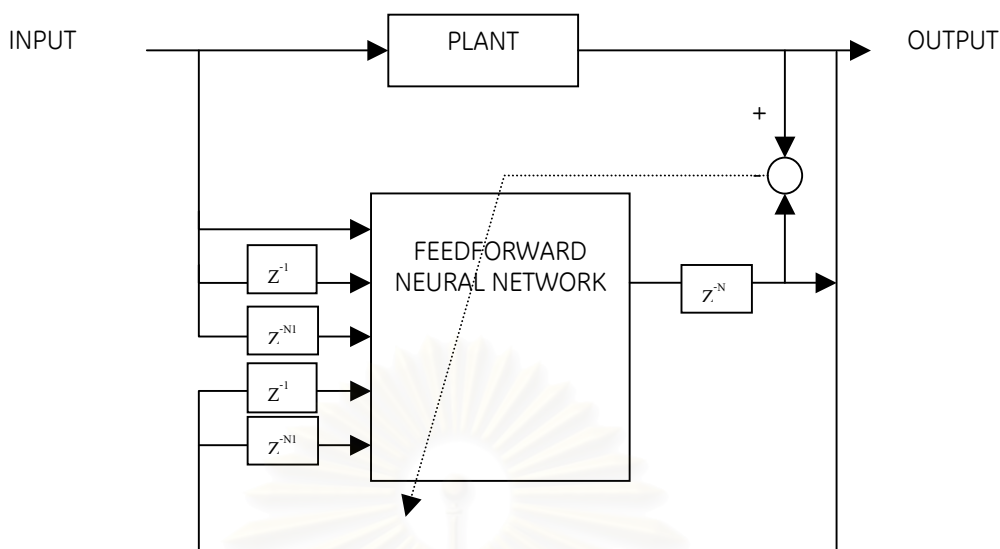 INPUT
PLANT
OUTPUT
+
-
FEEDFORWARD
NEURAL NETWORK
Z⁻¹
Z⁻ᴺ
Z⁻ᴺ¹
Z⁻¹
Z⁻ᴺ¹